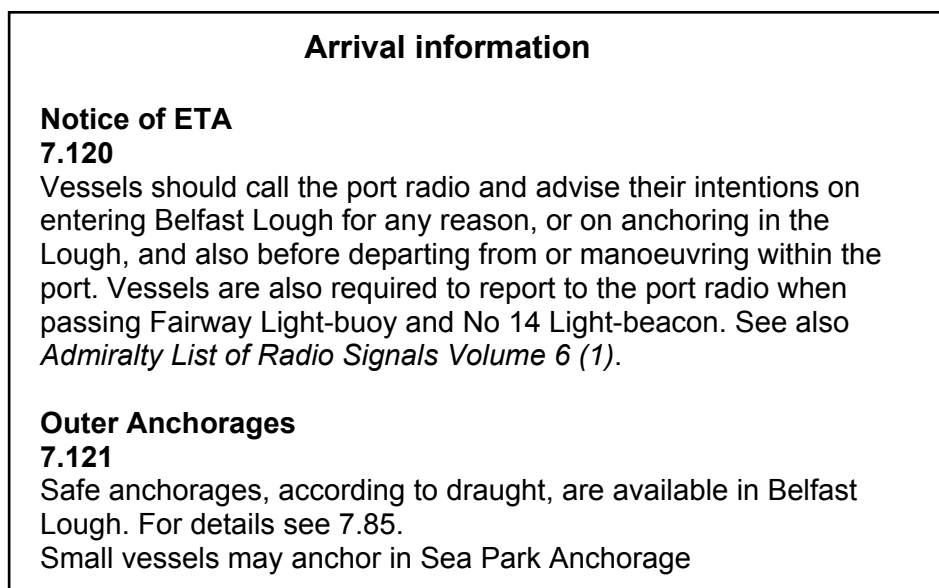 Arrival information
Notice of ETA
7.120
Vessels should call the port radio and advise their intentions on
entering Belfast Lough for any reason, or on anchoring in the
Lough, and also before departing from or manoeuvring within the
port. Vessels are also required to report to the port radio when
passing Fairway Light-buoy and No 14 Light-beacon. See also
Admiralty List of Radio Signals Volume 6 (1).
Outer Anchorages
7.121
Safe anchorages, according to draught, are available in Belfast
Lough. For details see 7.85.
Small vessels may anchor in Sea Park Anchorage